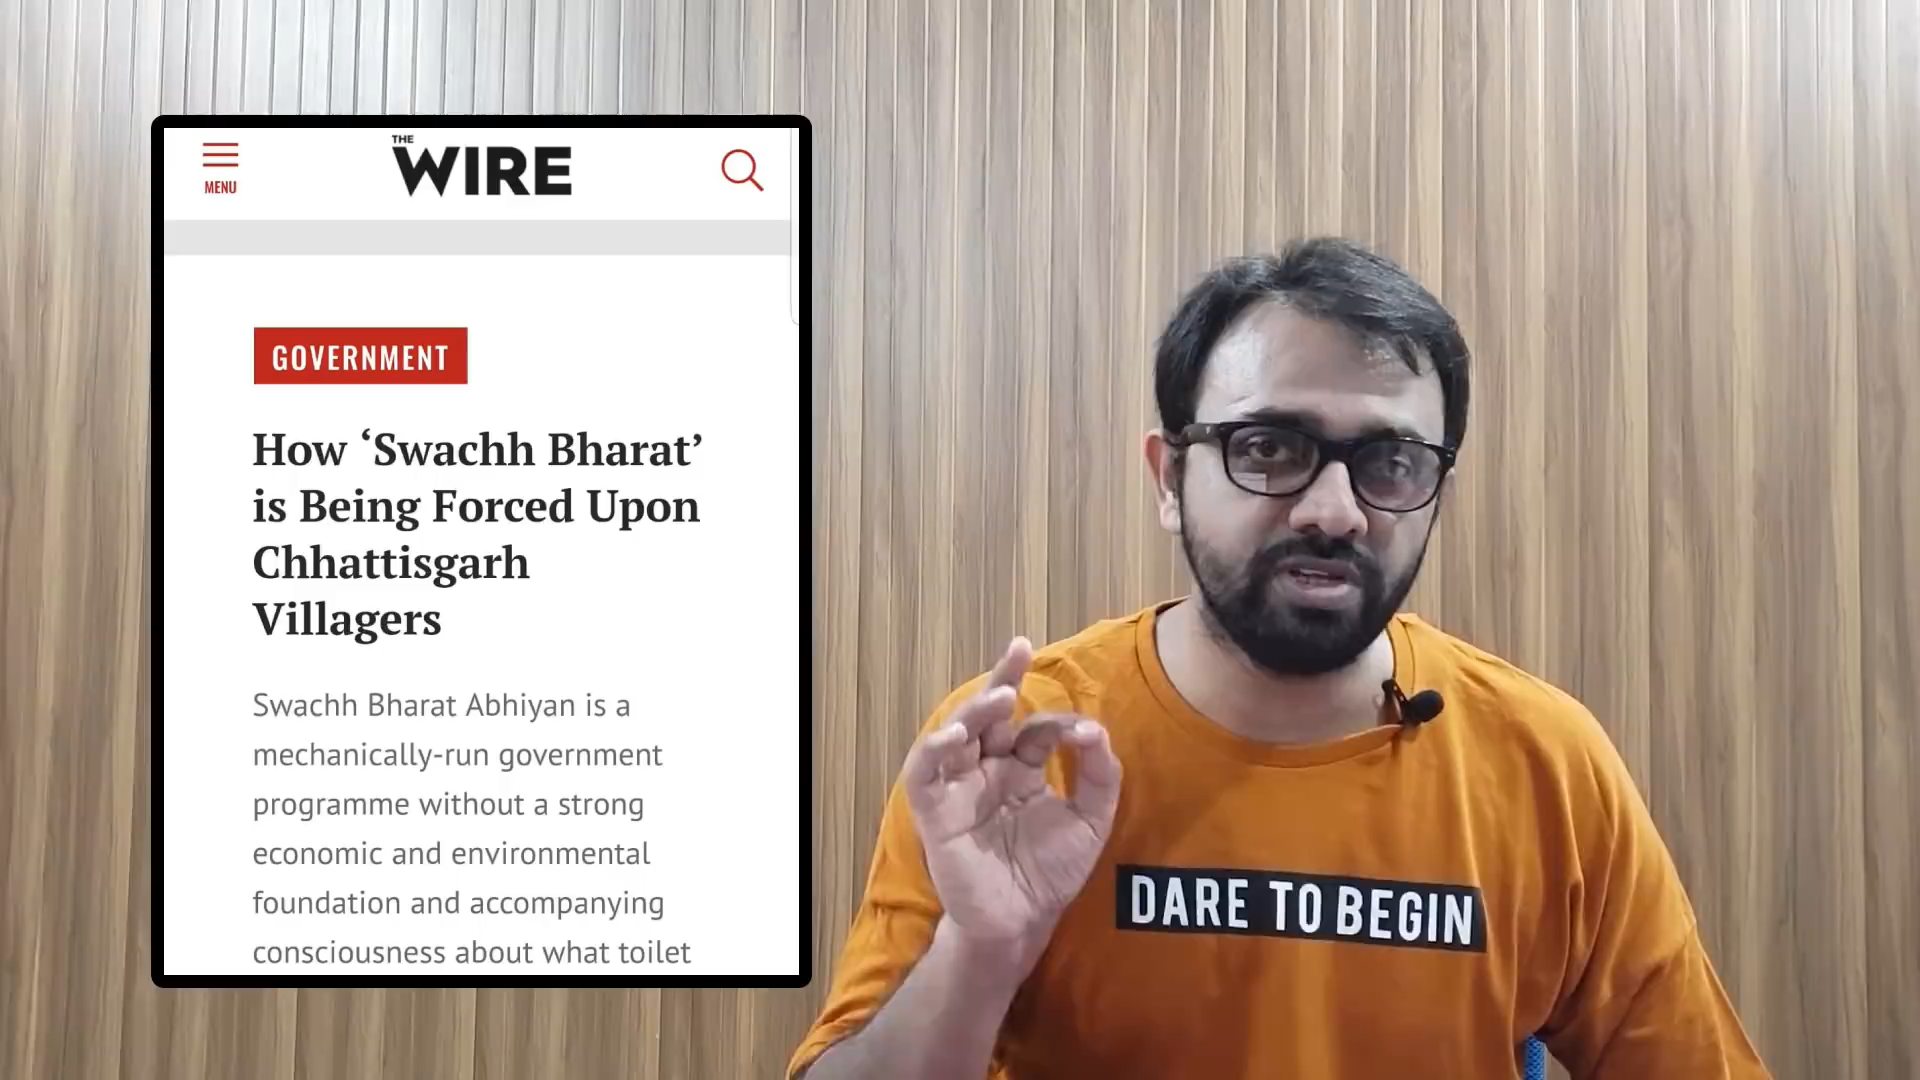 THE
WIRE
MENU
GOVERNMENT
How ‘Swachh Bharat’
is Being Forced Upon
Chhattisgarh
Villagers
Swachh Bharat Abhiyan is a
mechanically-run government
programme without a strong
economic and environmental
foundation and accompanying
consciousness about what toilet
DARE TO BEGIN